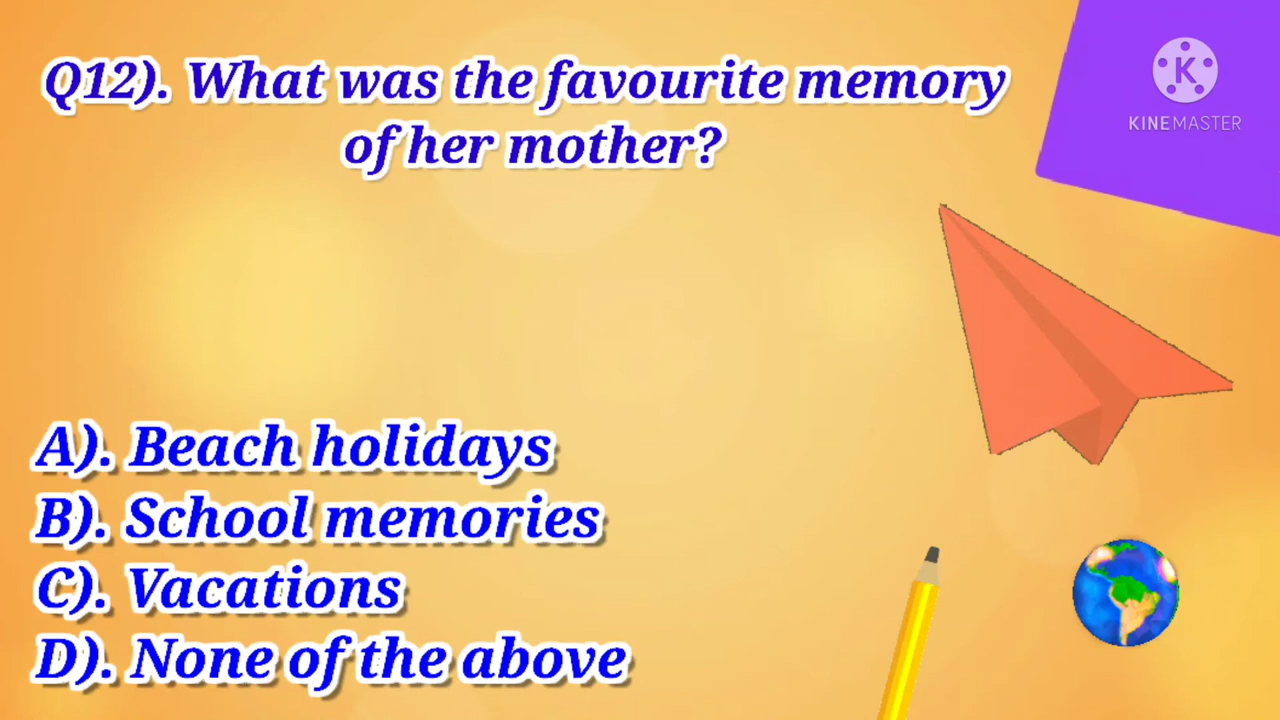 Q12). What was the favourite memory
of her mother?
K
KINEMASTER
A). Beach holidays
B). School memories
C). Vacations
D). None of the above